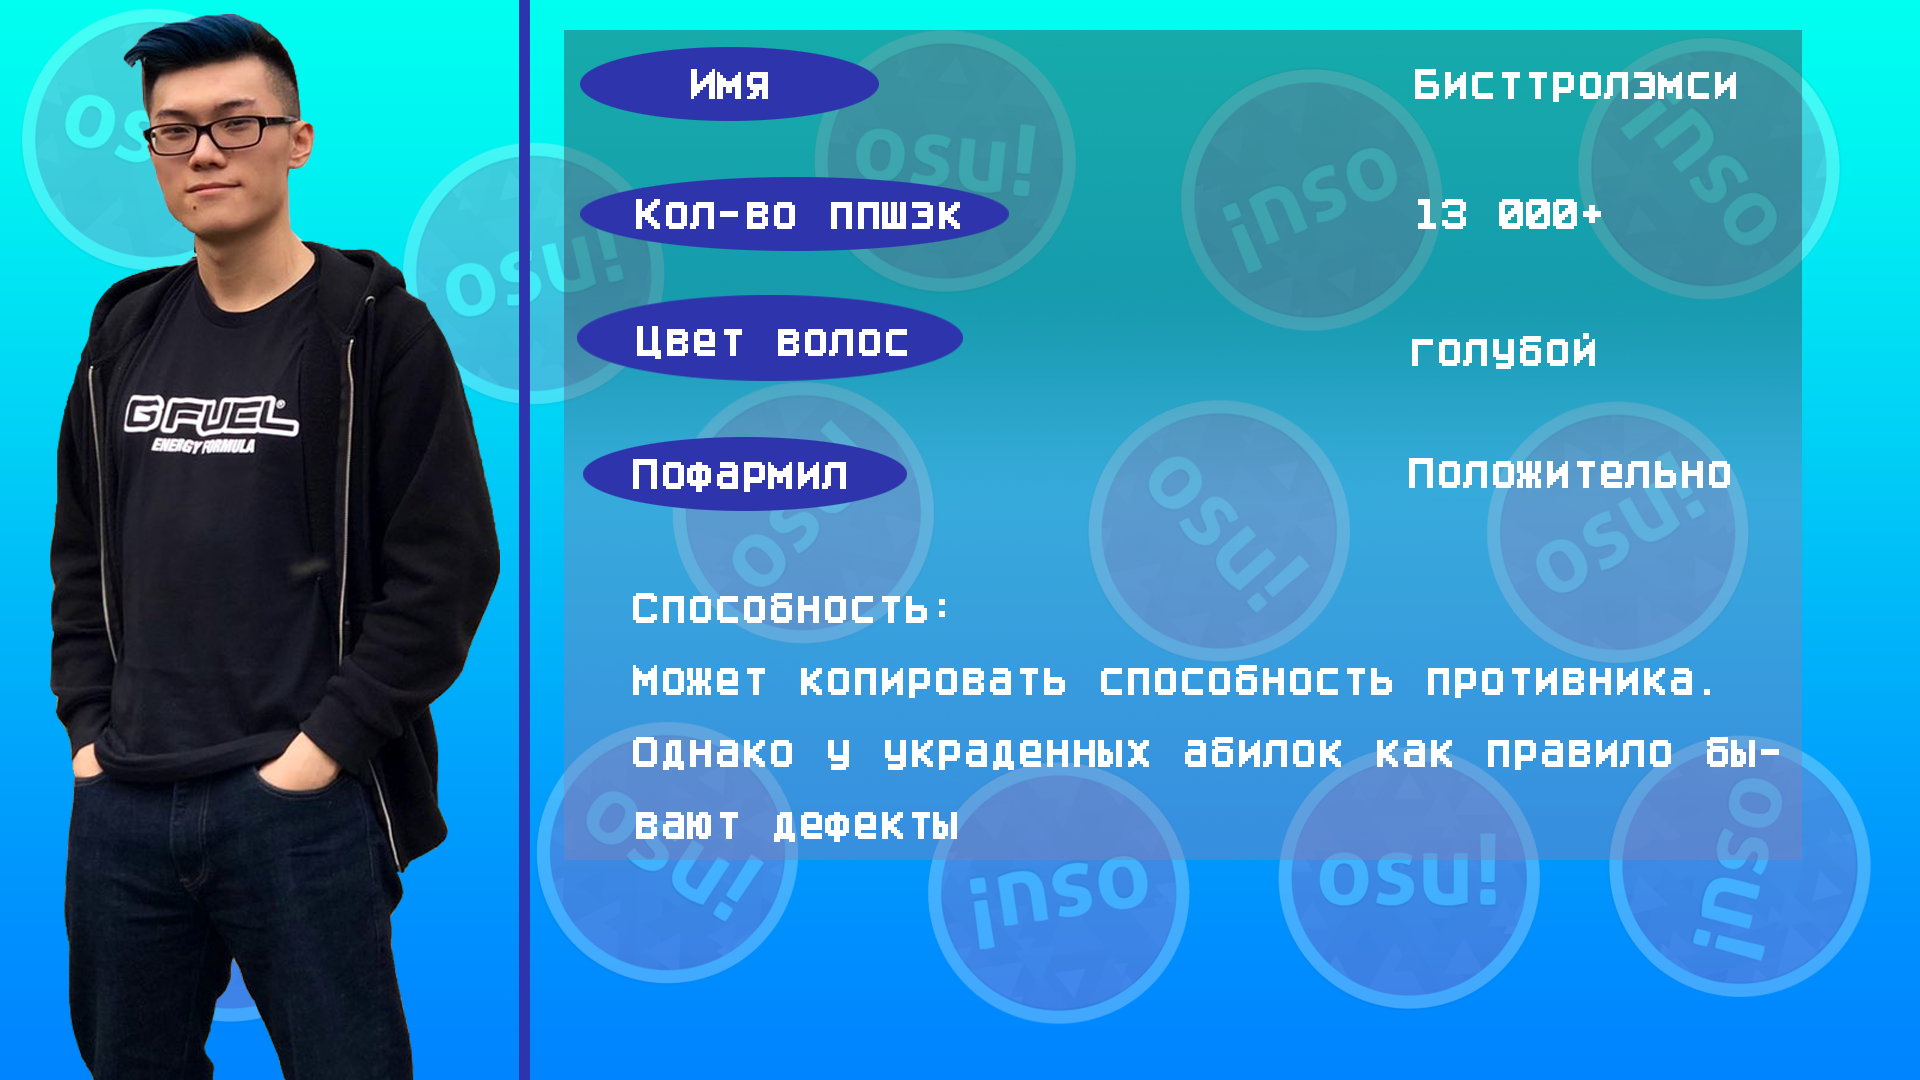 Имя
Бисттролэмси
Кол-во ппшэк
13 000+
Цвет волос
голубой
Пофармил
Положительно
Способность:
Может копировать способность противника.
Однако у украденных абилок как правило бы-
вают дефекты
G FUEL®
ENERGY FORMULA
osu!
osu!
osu!
osu!
osu!
osu!
osu!
osu!
osu!
osu!
osu!
osu!